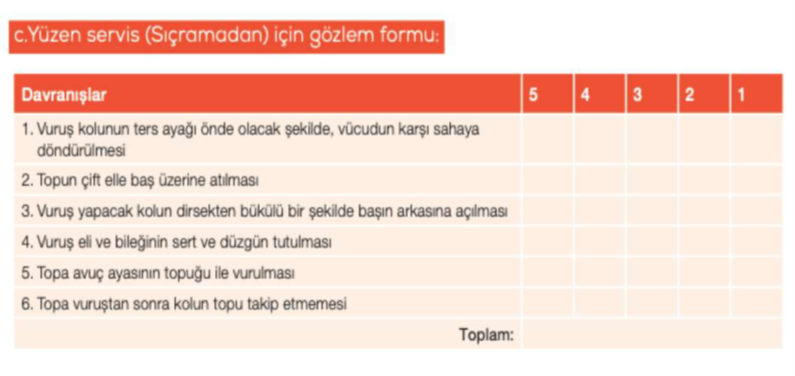 c.Yüzen servis (Sıçramadan) için gözlem formu:
Davranışlar 5 4 3 2 1
1. Vuruş kolunun ters ayağı önde olacak şekilde, vücudun karşı sahaya
döndürülmesi
2. Topun çift elle baş üzerine atılması
3. Vuruş yapacak kolun dirsekten bükülü bir şekilde başın arkasına açılması
4. Vuruş eli ve bileğinin sert ve düzgün tutulması
5. Topa avuç ayasının topuğu ile vurulması
6. Topa vuruştan sonra kolun topu takip etmemesi
Toplam: